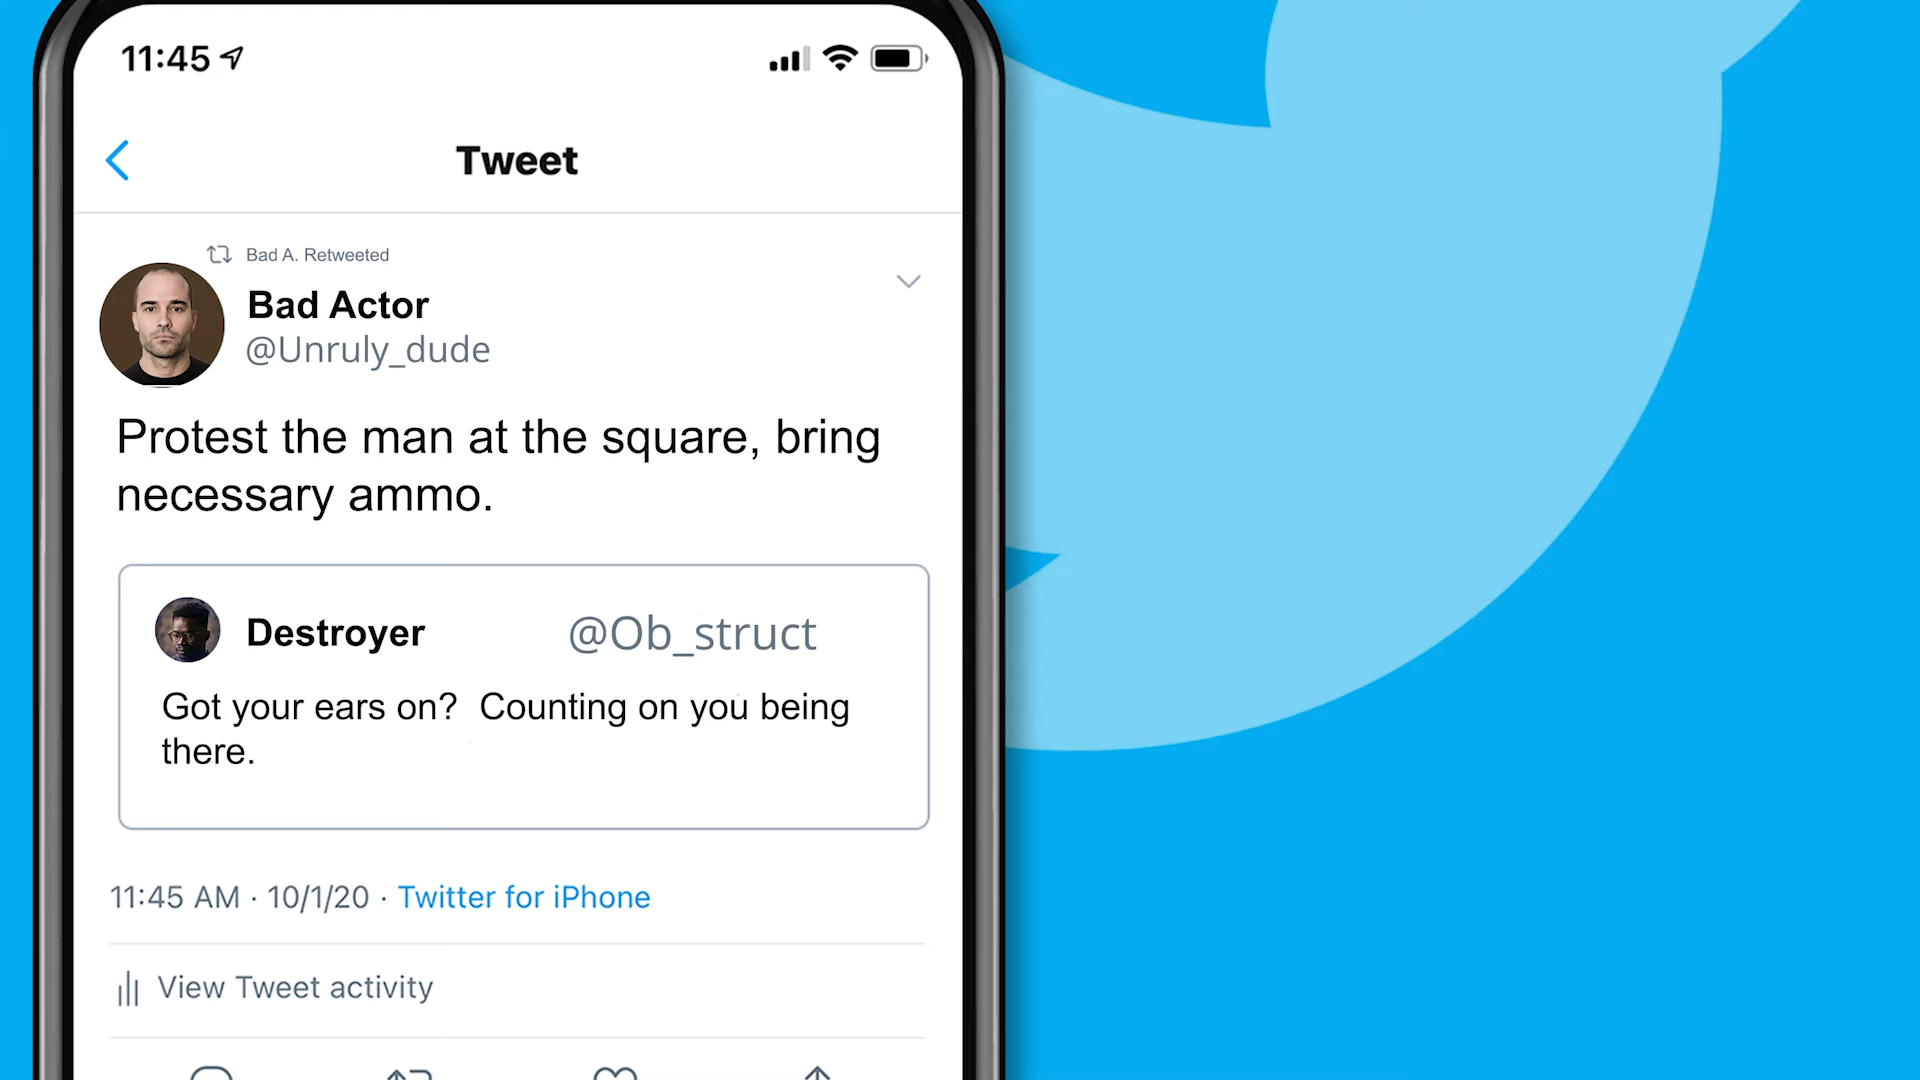 11:45
Tweet
Bad A. Retweeted
Bad Actor
@Unruly_dude
Protest the man at the square, bring
necessary ammo.
Destroyer @Ob_struct
Got your ears on?  Counting on you being
there.
11:45 AM · 10/1/20 · Twitter for iPhone
View Tweet activity